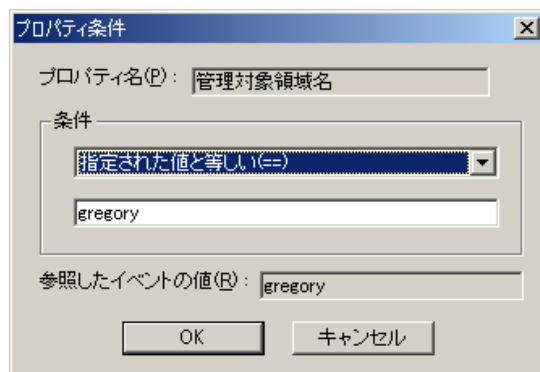 プロパティ条件
プロパティ名(P): 管理対象領域名
条件
指定された値と等しい(==)
gregory
参照したイベントの値(R): gregory
OK キャンセル